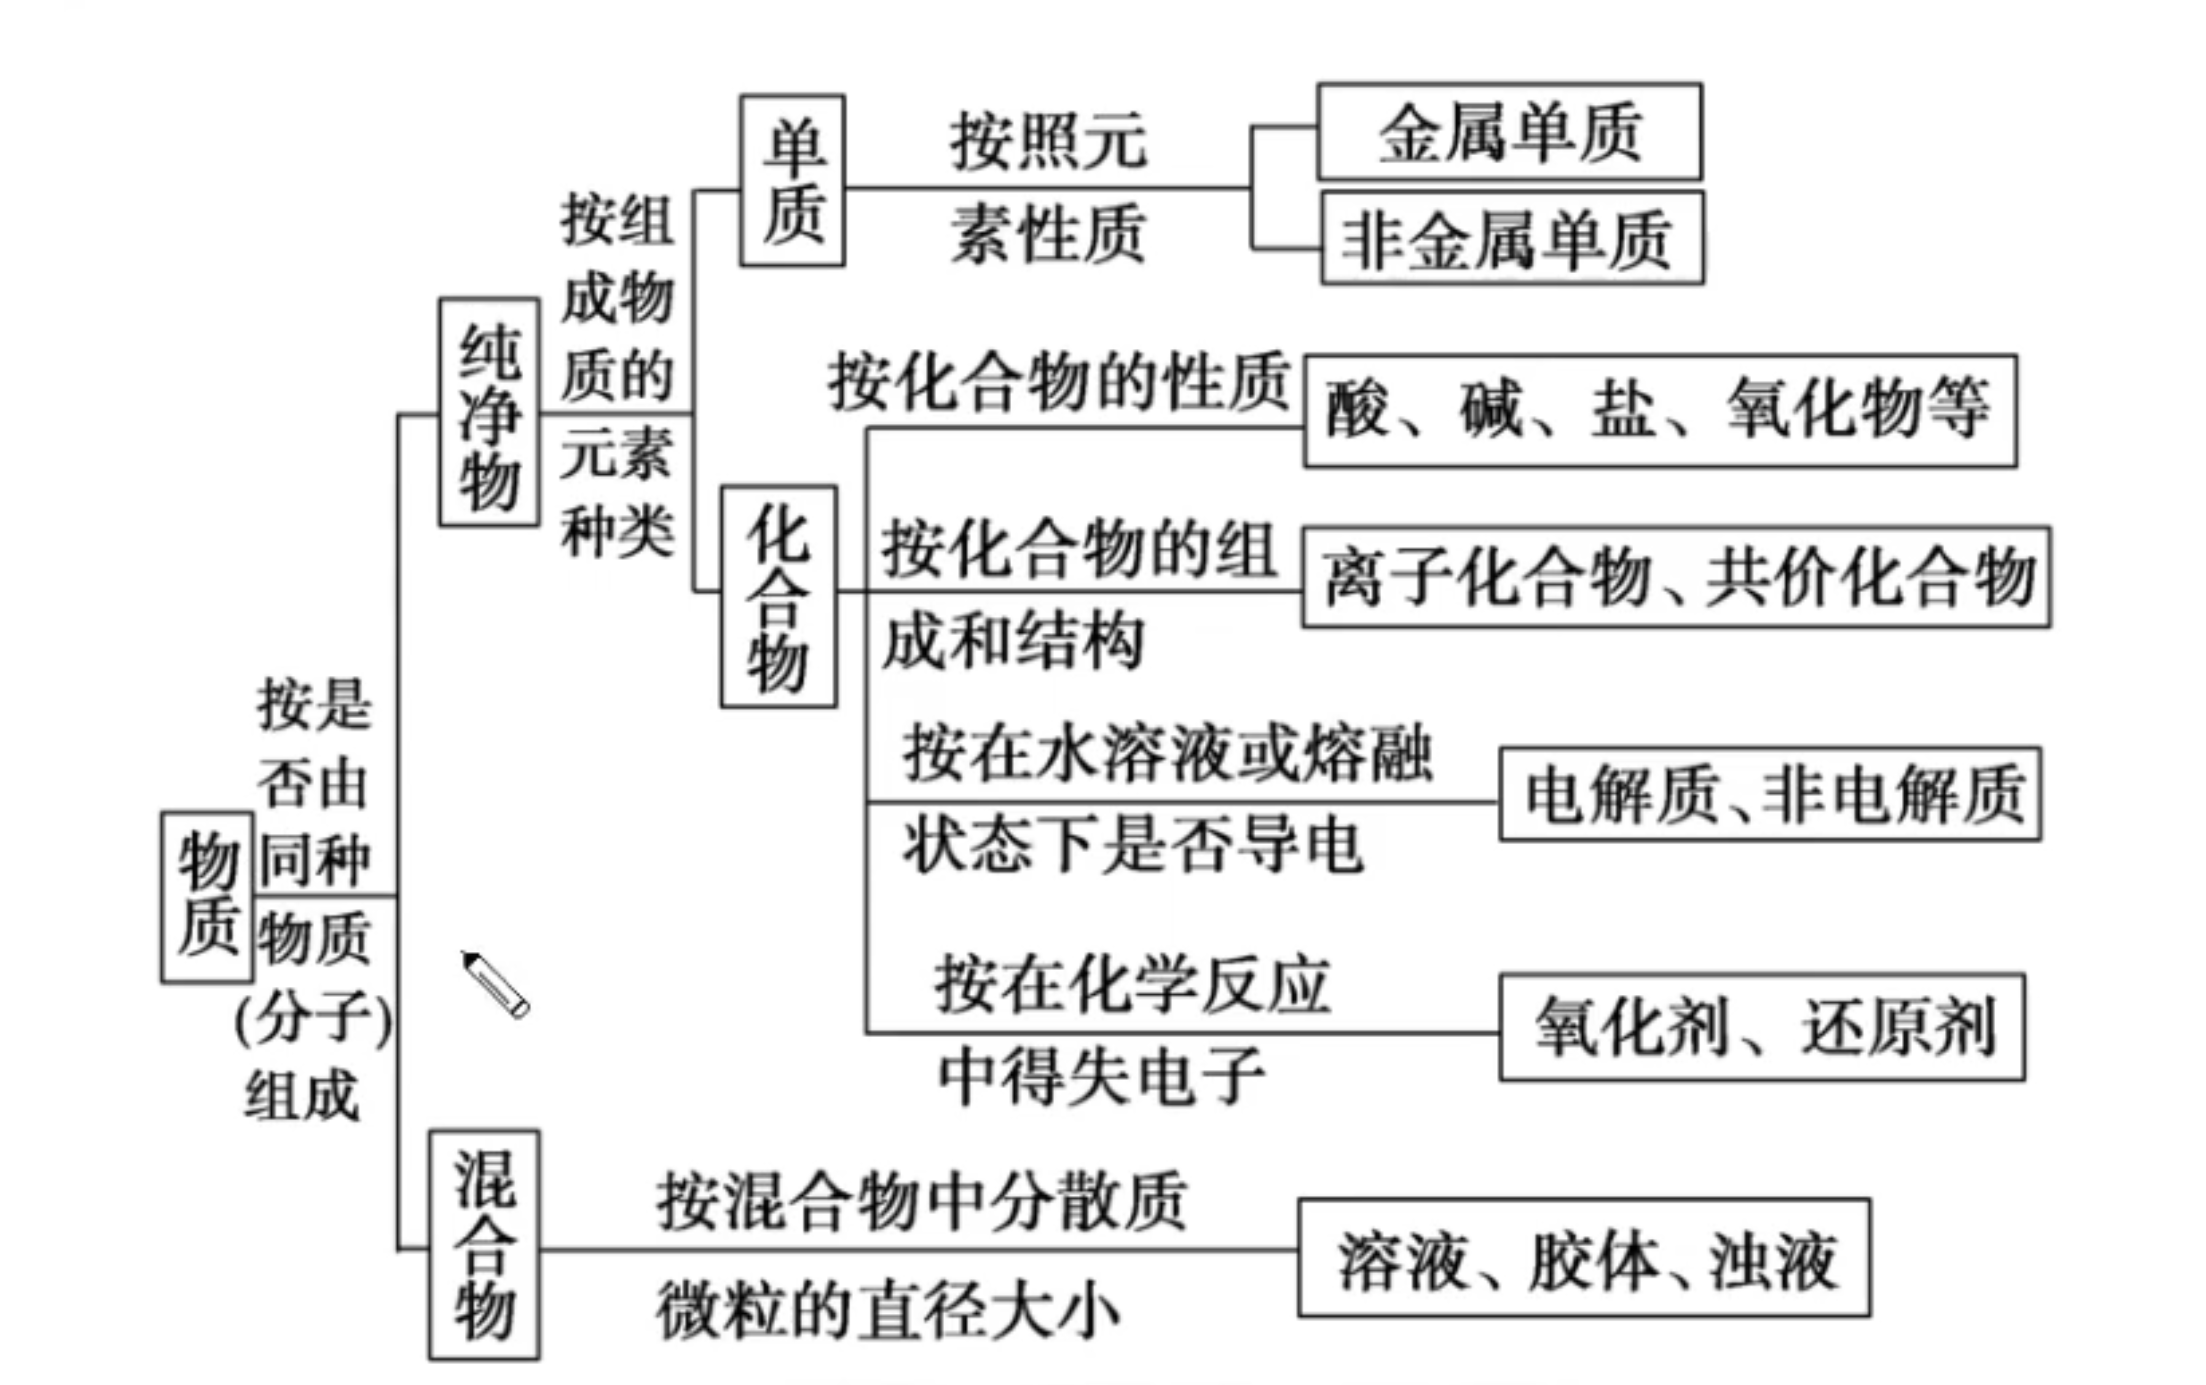 物质
按是
否由
同种
物质
(分子)
组成
纯净物
按组
成物
质的
元素
种类
单质
按照元
素性质
金属单质
非金属单质
化合物
按化合物的性质
酸、碱、盐、氧化物等
按化合物的组
成和结构
离子化合物、共价化合物
按在水溶液或熔融
状态下是否导电
电解质、非电解质
按在化学反应
中得失电子
氧化剂、还原剂
混合物
按混合物中分散质
微粒的直径大小
溶液、胶体、浊液